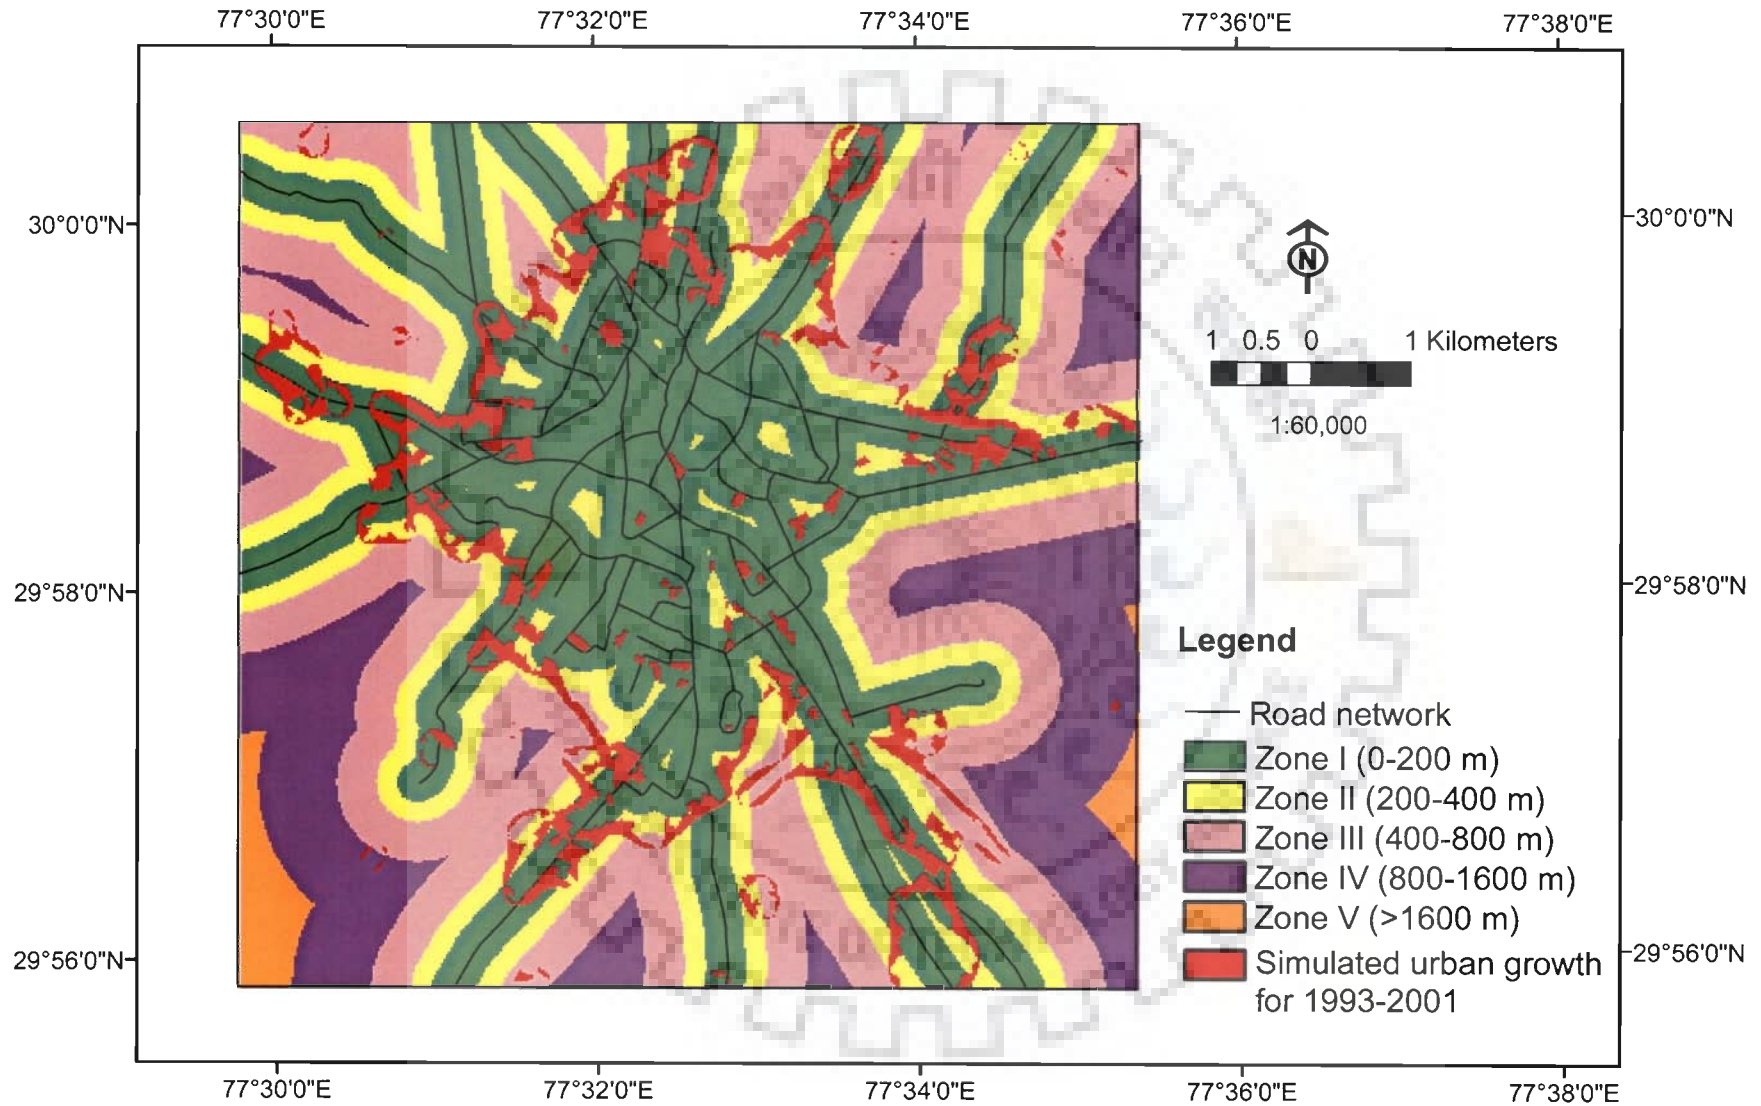 77°30'0"E 77°32'0"E 77°34'0"E 77°36'0"E 77°38'0"E
30°0'0"N 30°0'0"N
N
1 0.5 0 1 Kilometers
1:60,000
29°58'0"N 29°58'0"N
Legend
Road network
Zone I (0-200 m)
Zone II (200-400 m)
Zone III (400-800 m)
Zone IV (800-1600 m)
Zone V (>1600 m)
29°56'0"N 29°56'0"N
Simulated urban growth
for 1993-2001
77°30'0"E 77°32'0"E 77°34'0"E 77°36'0"E 77°38'0"E